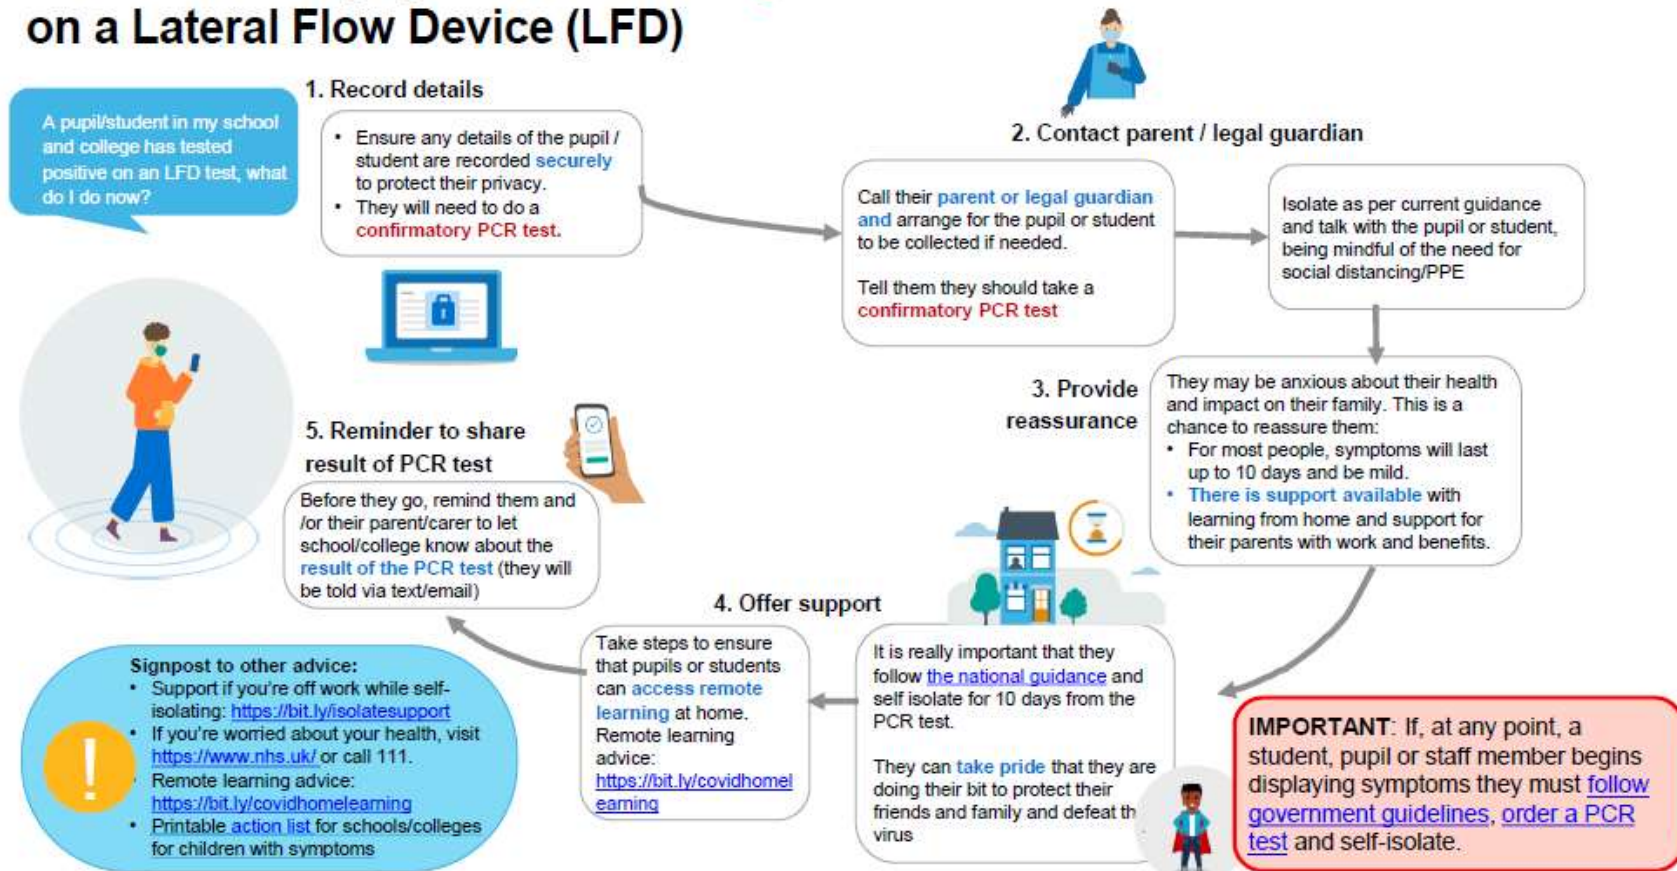 on a Lateral Flow Device (LFD)
A pupil/student in my school
and college has tested
positive on an LFD test, what
do I do now?
1. Record details
• Ensure any details of the pupil /
student are recorded securely
to protect their privacy.
• They will need to do a
confirmatory PCR test.
2. Contact parent / legal guardian
Call their parent or legal guardian
and arrange for the pupil or student
to be collected if needed.
Tell them they should take a
confirmatory PCR test
Isolate as per current guidance
and talk with the pupil or student,
being mindful of the need for
social distancing/PPE
3. Provide
reassurance
They may be anxious about their health
and impact on their family. This is a
chance to reassure them:
• For most people, symptoms will last
up to 10 days and be mild.
• There is support available with
learning from home and support for
their parents with work and benefits.
4. Offer support
It is really important that they
follow the national guidance and
self isolate for 10 days from the
PCR test.
They can take pride that they are
doing their bit to protect their
friends and family and defeat th
virus
Take steps to ensure
that pupils or students
can access remote
learning at home.
Remote learning
advice:
https://bit.ly/covidhomel
earning
5. Reminder to share
result of PCR test
Before they go, remind them and
/or their parent/carer to let
school/college know about the
result of the PCR test (they will
be told via text/email)
Signpost to other advice:
• Support if you're off work while self-
isolating: https://bit.ly/isolatesupport
• If you're worried about your health, visit
https://www.nhs.uk/ or call 111.
Remote learning advice:
https://bit.ly/covidhomelearning
• Printable action list for schools/colleges
for children with symptoms
!
IMPORTANT: If, at any point, a
student, pupil or staff member begins
displaying symptoms they must follow
government guidelines, order a PCR
test and self-isolate.